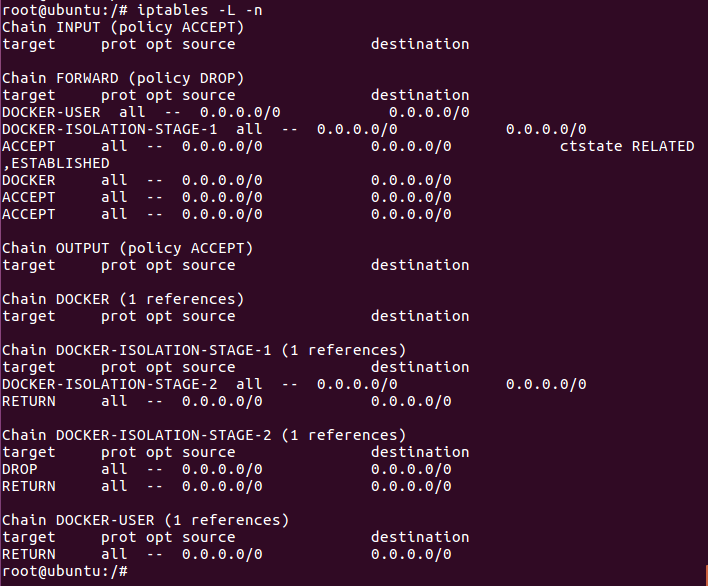 root@ubuntu:/# iptables -L -n
Chain INPUT (policy ACCEPT)
target     prot opt source               destination

Chain FORWARD (policy DROP)
target     prot opt source               destination
DOCKER-USER  all  --  0.0.0.0/0            0.0.0.0/0
DOCKER-ISOLATION-STAGE-1  all  --  0.0.0.0/0            0.0.0.0/0
ACCEPT     all  --  0.0.0.0/0            0.0.0.0/0            ctstate RELATED
,ESTABLISHED
DOCKER     all  --  0.0.0.0/0            0.0.0.0/0
ACCEPT     all  --  0.0.0.0/0            0.0.0.0/0
ACCEPT     all  --  0.0.0.0/0            0.0.0.0/0

Chain OUTPUT (policy ACCEPT)
target     prot opt source               destination

Chain DOCKER (1 references)
target     prot opt source               destination

Chain DOCKER-ISOLATION-STAGE-1 (1 references)
target     prot opt source               destination
DOCKER-ISOLATION-STAGE-2  all  --  0.0.0.0/0            0.0.0.0/0
RETURN     all  --  0.0.0.0/0            0.0.0.0/0

Chain DOCKER-ISOLATION-STAGE-2 (1 references)
target     prot opt source               destination
DROP       all  --  0.0.0.0/0            0.0.0.0/0
RETURN     all  --  0.0.0.0/0            0.0.0.0/0

Chain DOCKER-USER (1 references)
target     prot opt source               destination
RETURN     all  --  0.0.0.0/0            0.0.0.0/0
root@ubuntu:/#